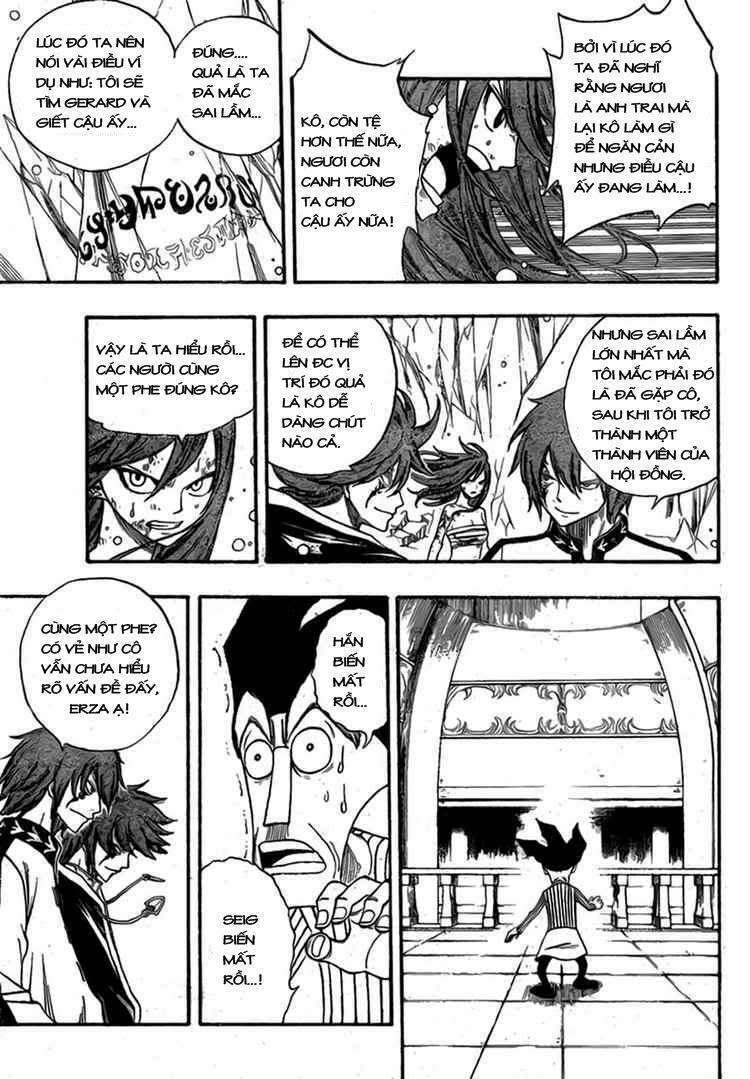 BỞI VÌ LÚC ĐÓ
TA ĐÃ NGHĨ
RẰNG NGƯƠI
LÀ ANH TRAI MÀ
LẠI KÔ LÀM GÌ
ĐỂ NGĂN CẢN
NHƯNG ĐIỀU CẬU
ẤY ĐANG LÀM...!
KÔ, CÒN TỆ
HƠN THẾ NỮA,
NGƯƠI CÒN
CANH TRỪNG
TA CHO
CẬU ẤY NỮA!
ĐÚNG....
QUẢ LÀ TA
ĐÃ MẮC
SAI LẦM...
LÚC ĐÓ TA NÊN
NÓI VÀI ĐIỀU VÍ
DỤ NHƯ: TÔI SẼ
TÌM GERARD VÀ
GIẾT CẬU ẤY...
NHƯNG SAI LẦM
LỚN NHẤT MÀ
TÔI MẮC PHẢI ĐÓ
LÀ ĐÃ GẶP CÔ,
SAU KHI TÔI TRỞ
THÀNH MỘT
THÀNH VIÊN CỦA
HỘI ĐỒNG.
ĐỂ CÓ THỂ
LÊN ĐC VỊ
TRÍ ĐÓ QUẢ
LÀ KÔ DỄ
DÀNG CHÚT
NÀO CẢ.
VẬY LÀ TA HIỂU RỒI...
CÁC NGƯỜI CÙNG
MỘT PHE ĐÚNG KÔ?
HẮN
BIẾN
MẤT
RỒI...
SEIG
BIẾN
MẤT
RỒI...!
CÙNG MỘT PHE?
CÓ VẺ NHƯ CÔ
VẪN CHƯA HIỂU
RÕ VẤN ĐỀ ĐẤY,
ERZA Ạ!